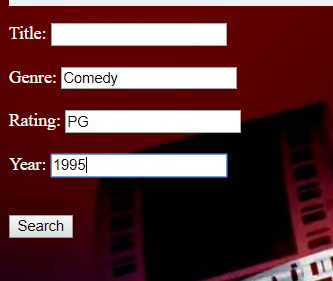 Title:
Genre: Comedy
Rating: PG
Year: 1995
Search